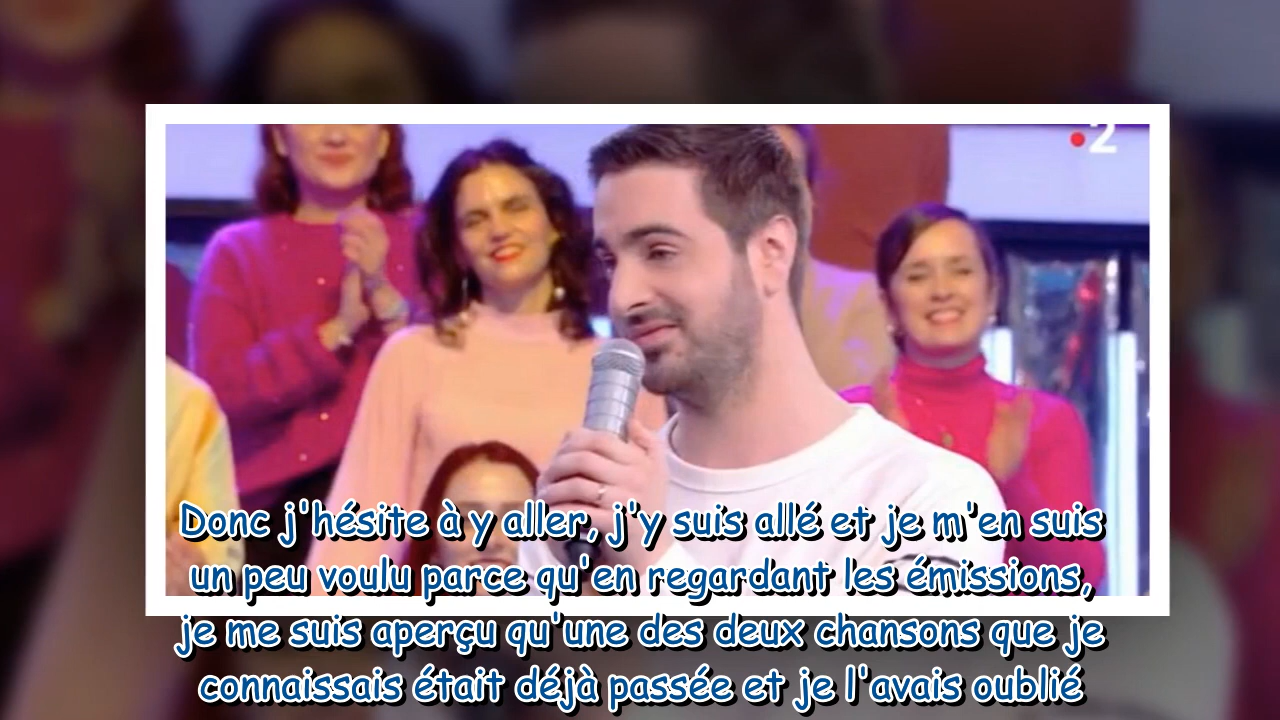 2
Donc j'hésite à y aller, j'y suis allé et je m'en suis
un peu voulu parce qu'en regardant les émissions,
je me suis aperçu qu'une des deux chansons que je
connaissais était déjà passée et je l'avais oublié